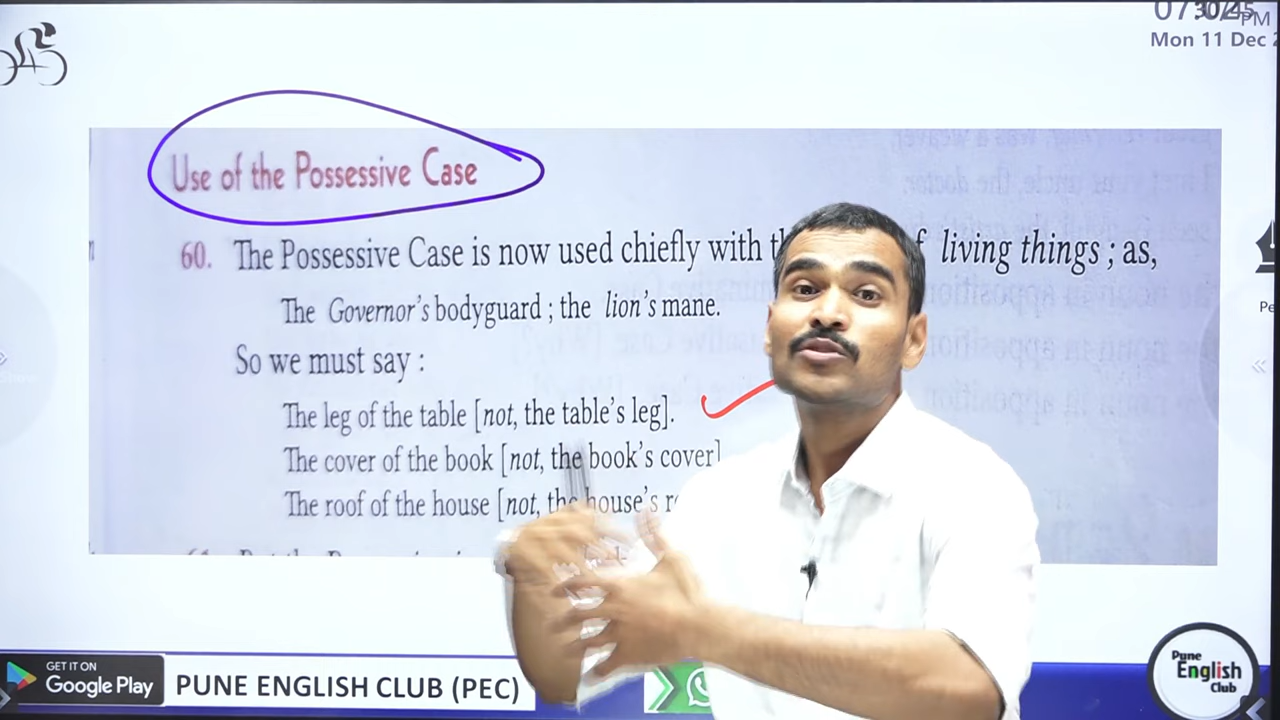 PM
Mon 11 Dec
Use of the Possessive Case
60. The Possessive Case is now used chiefly with living things ; as,
The Governor's bodyguard ; the lion's mane.
So we must say :
The leg of the table [not, the table's leg].
The cover of the book [not, the book's cover]
The roof of the house [not, the house's
GET IT ON
Google Play
PUNE ENGLISH CLUB (PEC)
Pune
English
Club